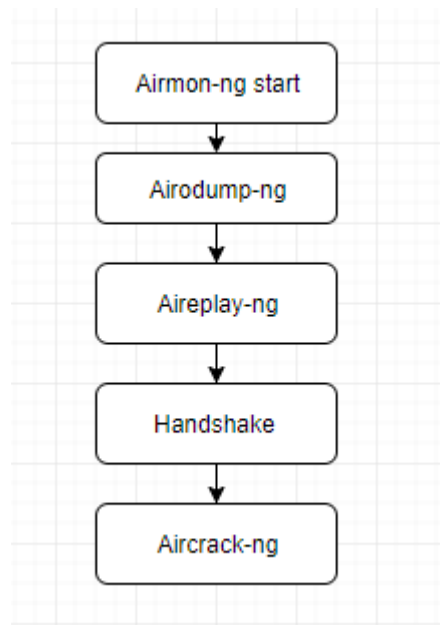 Airmon-ng start
Airodump-ng
Aireplay-ng
Handshake
Aircrack-ng